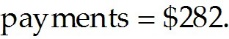 payments = $282.